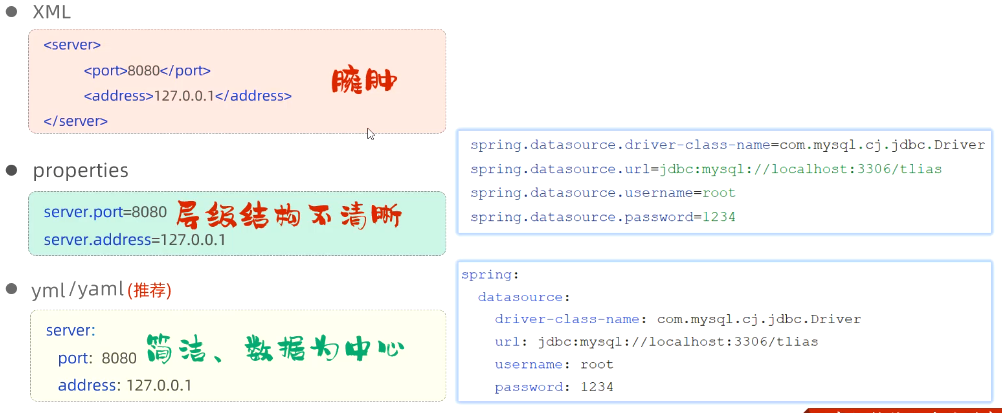 XML
<server>
<port>8080</port>
<address>127.0.0.1</address>
</server>
臃肿
properties
server.port=8080
server.address=127.0.0.1
层级结构不清晰
spring.datasource.driver-class-name=com.mysql.cj.jdbc.Driver
spring.datasource.url=jdbc:mysql://localhost:3306/tlias
spring.datasource.username=root
spring.datasource.password=1234
yml/yaml(推荐)
server:
port: 8080
address: 127.0.0.1
简洁、数据为中心
spring:
datasource:
driver-class-name: com.mysql.cj.jdbc.Driver
url: jdbc:mysql://localhost:3306/tlias
username: root
password: 1234